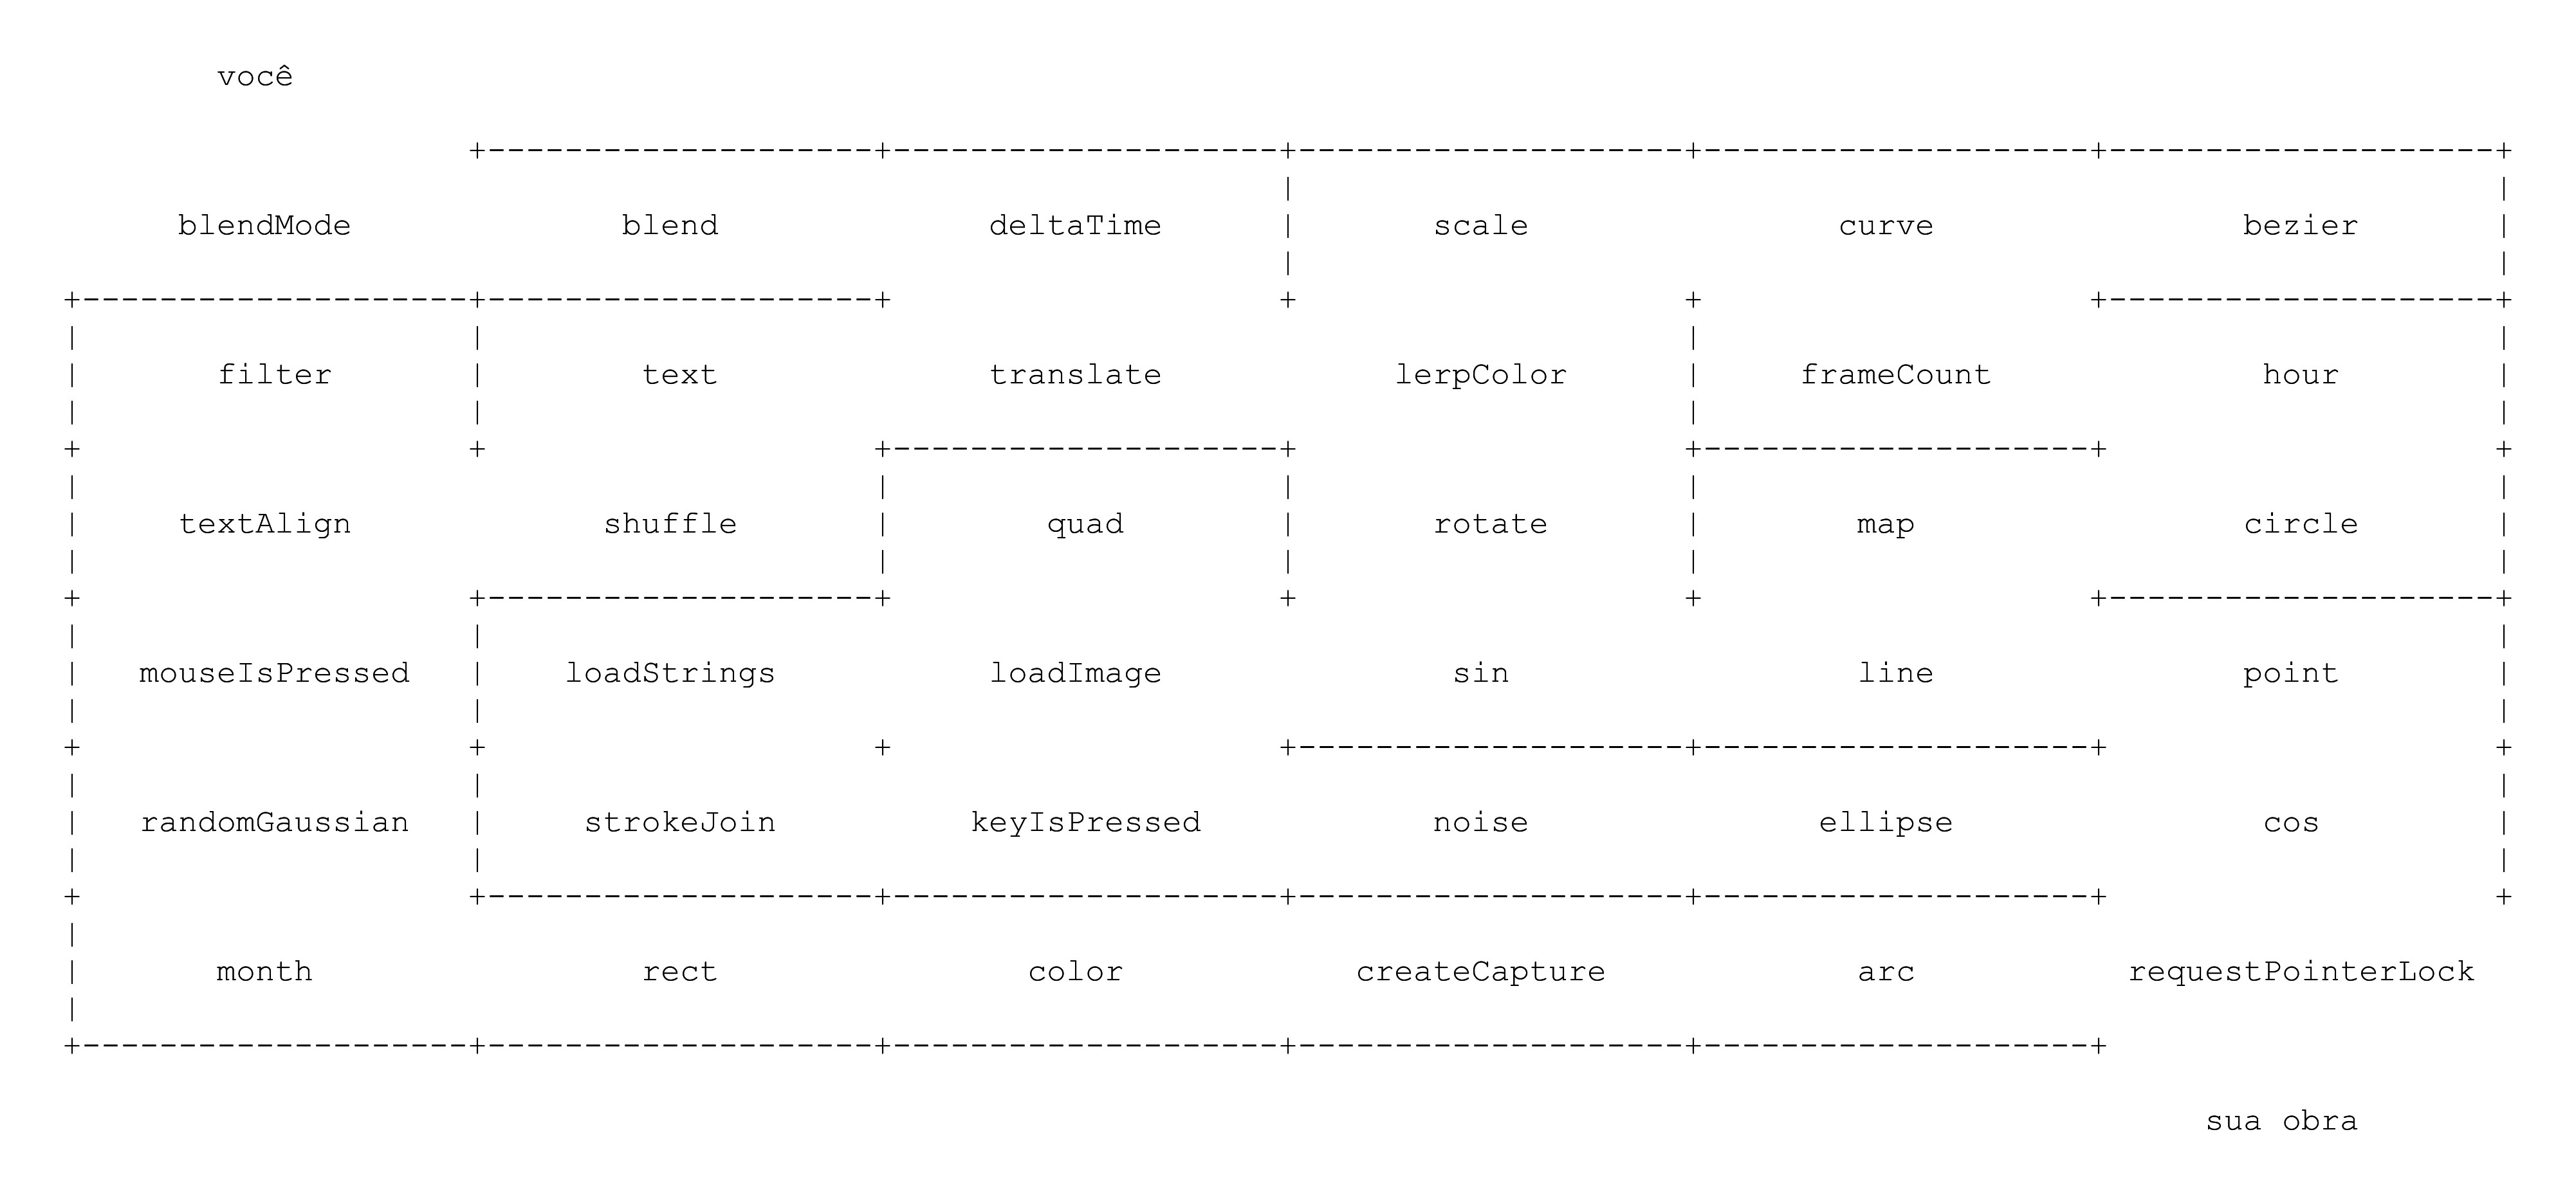 você
blendMode blend deltaTime scale curve bezier
filter text translate lerpColor frameCount hour
textAlign shuffle quad rotate map circle
mouseIsPressed loadStrings loadImage sin line point
randomGaussian strokeJoin keyIsPressed noise ellipse cos
month rect color createCapture arc requestPointerLock
sua obra